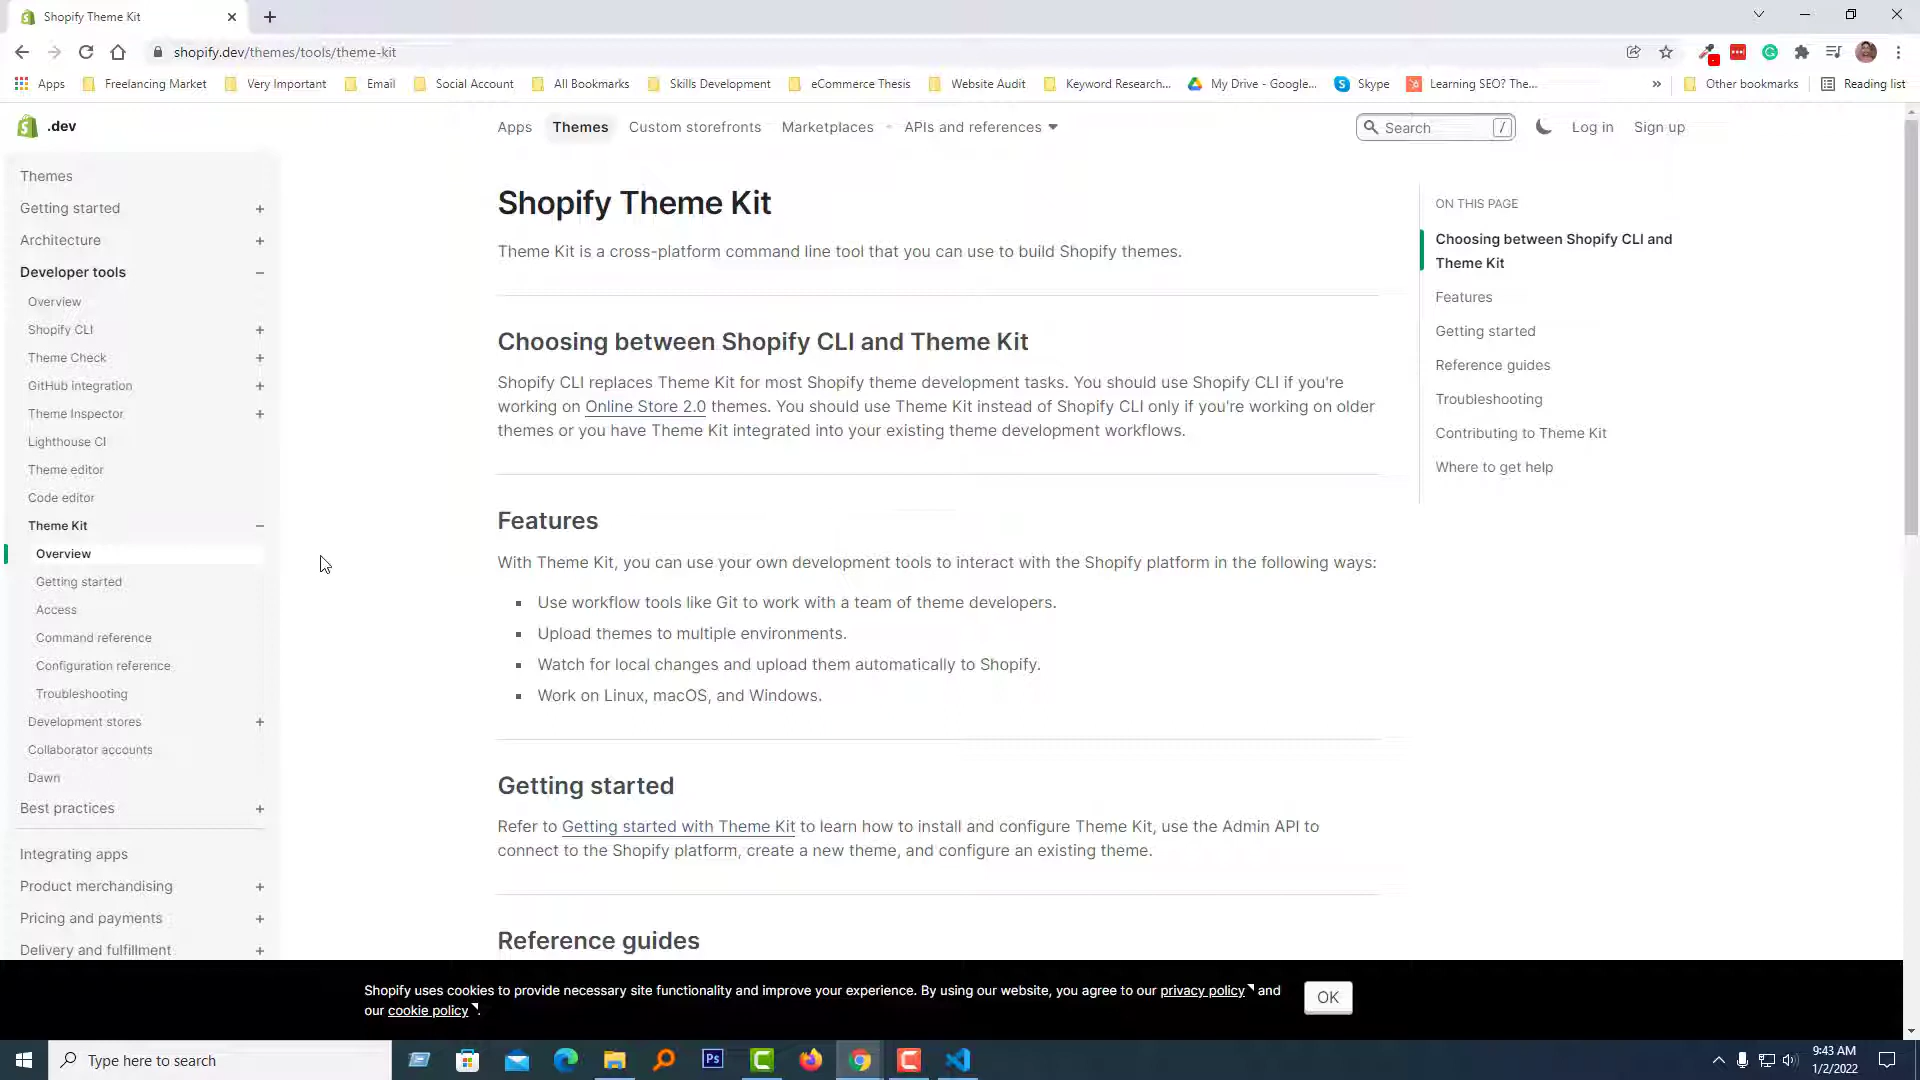 Shopify Theme Kit
shopify.dev/themes/tools/theme-kit
Apps
Freelancing Market
Very Important
Email
Social Account
All Bookmarks
Skills Development
eCommerce Thesis
Website Audit
Keyword Research...
My Drive - Google...
Skype
Learning SEO? The...
»
Other bookmarks
Reading list
.dev
Apps
Themes
Custom storefronts
Marketplaces
APIs and references
Search /
Log in
Sign up
Themes
Getting started +
Architecture +
Developer tools −
Overview
Shopify CLI +
Theme Check +
GitHub integration +
Theme Inspector +
Lighthouse CI
Theme editor
Code editor
Theme Kit −
Overview
Getting started
Access
Command reference
Configuration reference
Troubleshooting
Development stores +
Collaborator accounts
Dawn
Best practices +
Integrating apps
Product merchandising +
Pricing and payments +
Delivery and fulfillment +
Shopify Theme Kit
Theme Kit is a cross-platform command line tool that you can use to build Shopify themes.
Choosing between Shopify CLI and Theme Kit
Shopify CLI replaces Theme Kit for most Shopify theme development tasks. You should use Shopify CLI if you're
working on Online Store 2.0 themes. You should use Theme Kit instead of Shopify CLI only if you're working on older
themes or you have Theme Kit integrated into your existing theme development workflows.
Features
With Theme Kit, you can use your own development tools to interact with the Shopify platform in the following ways:
▪ Use workflow tools like Git to work with a team of theme developers.
▪ Upload themes to multiple environments.
▪ Watch for local changes and upload them automatically to Shopify.
▪ Work on Linux, macOS, and Windows.
Getting started
Refer to Getting started with Theme Kit to learn how to install and configure Theme Kit, use the Admin API to
connect to the Shopify platform, create a new theme, and configure an existing theme.
Reference guides
ON THIS PAGE
Choosing between Shopify CLI and
Theme Kit
Features
Getting started
Reference guides
Troubleshooting
Contributing to Theme Kit
Where to get help
Shopify uses cookies to provide necessary site functionality and improve your experience. By using our website, you agree to our privacy policy and
our cookie policy.
OK
Type here to search
Ps
9:43 AM
1/2/2022